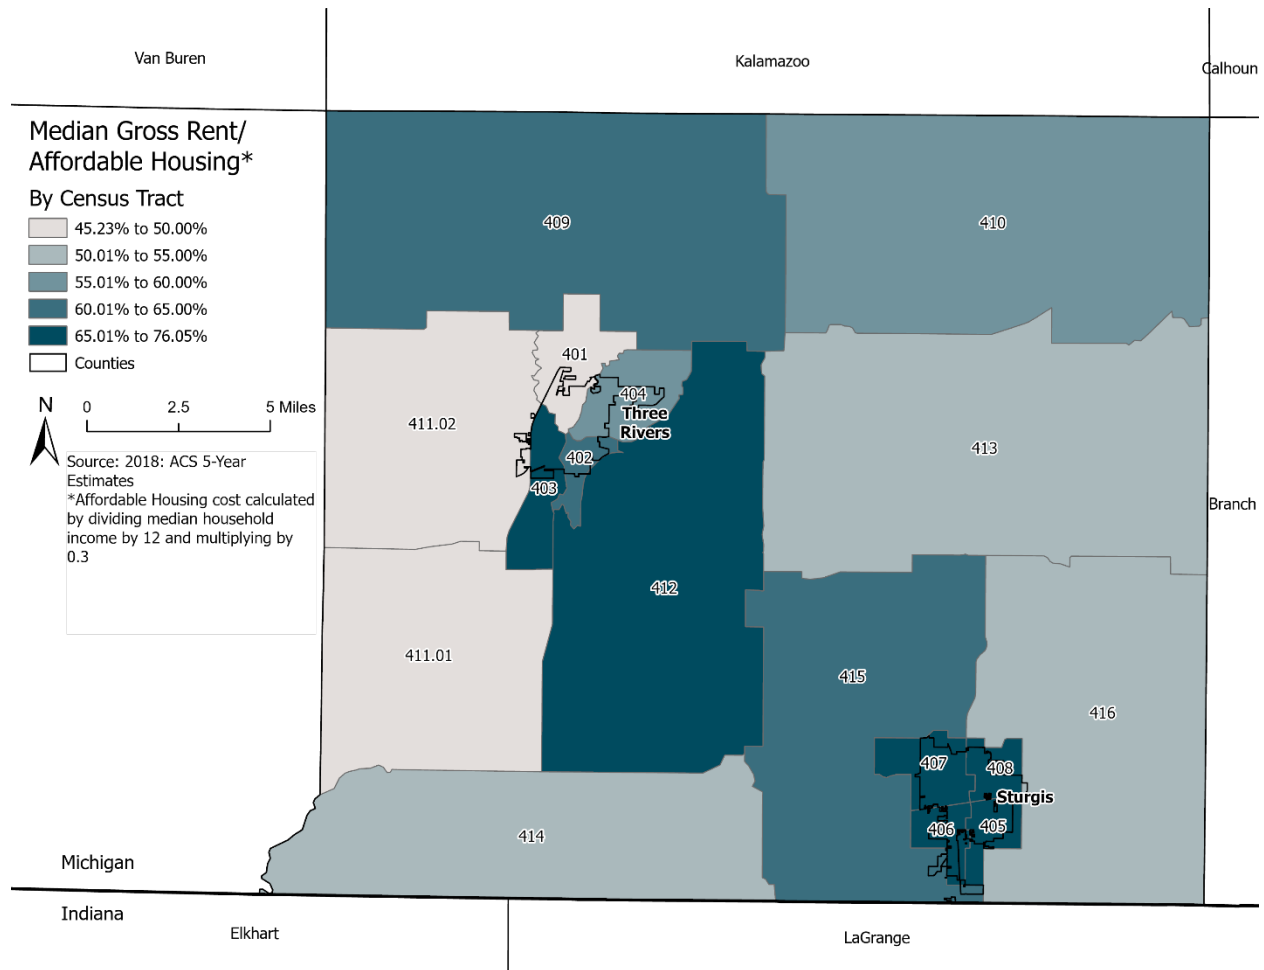 Van Buren
Kalamazoo
Calhoun
Median Gross Rent/
Affordable Housing*
By Census Tract
45.23% to 50.00%
50.01% to 55.00%
55.01% to 60.00%
60.01% to 65.00%
65.01% to 76.05%
Counties
N
0 2.5 5 Miles
Source: 2018: ACS 5-Year
Estimates
*Affordable Housing cost calculated
by dividing median household
income by 12 and multiplying by
0.3
409
410
401
404
Three
Rivers
411.02
402
403
413
Branch
412
411.01
415
416
407
408
Sturgis
406
405
414
Michigan
Indiana
Elkhart
LaGrange